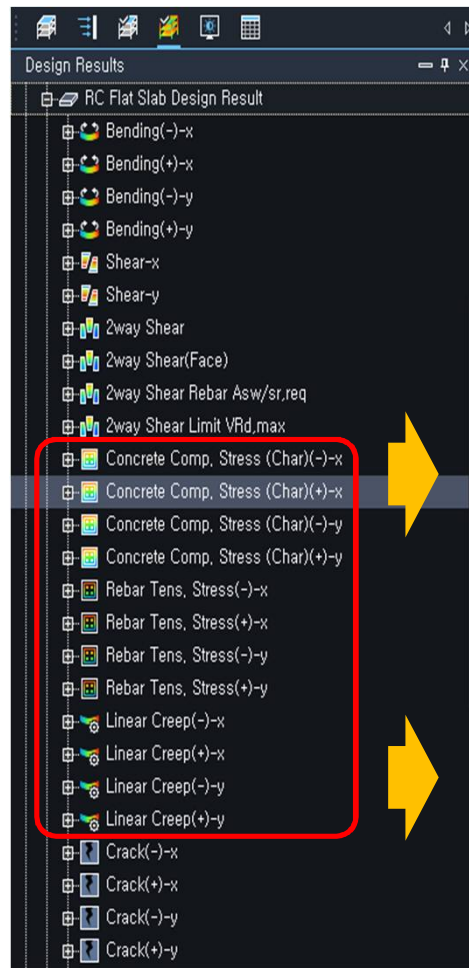 Design Results
RC Flat Slab Design Result
Bending(-)-x
Bending(+)-x
Bending(-)-y
Bending(+)-y
Shear-x
Shear-y
2way Shear
2way Shear(Face)
2way Shear Rebar Asw/sr,req
2way Shear Limit VRd,max
Concrete Comp, Stress (Char)(-)-x
Concrete Comp, Stress (Char)(+)-x
Concrete Comp, Stress (Char)(-)-y
Concrete Comp, Stress (Char)(+)-y
Rebar Tens, Stress(-)-x
Rebar Tens, Stress(+)-x
Rebar Tens, Stress(-)-y
Rebar Tens, Stress(+)-y
Linear Creep(-)-x
Linear Creep(+)-x
Linear Creep(-)-y
Linear Creep(+)-y
Crack(-)-x
Crack(+)-x
Crack(-)-y
Crack(+)-y